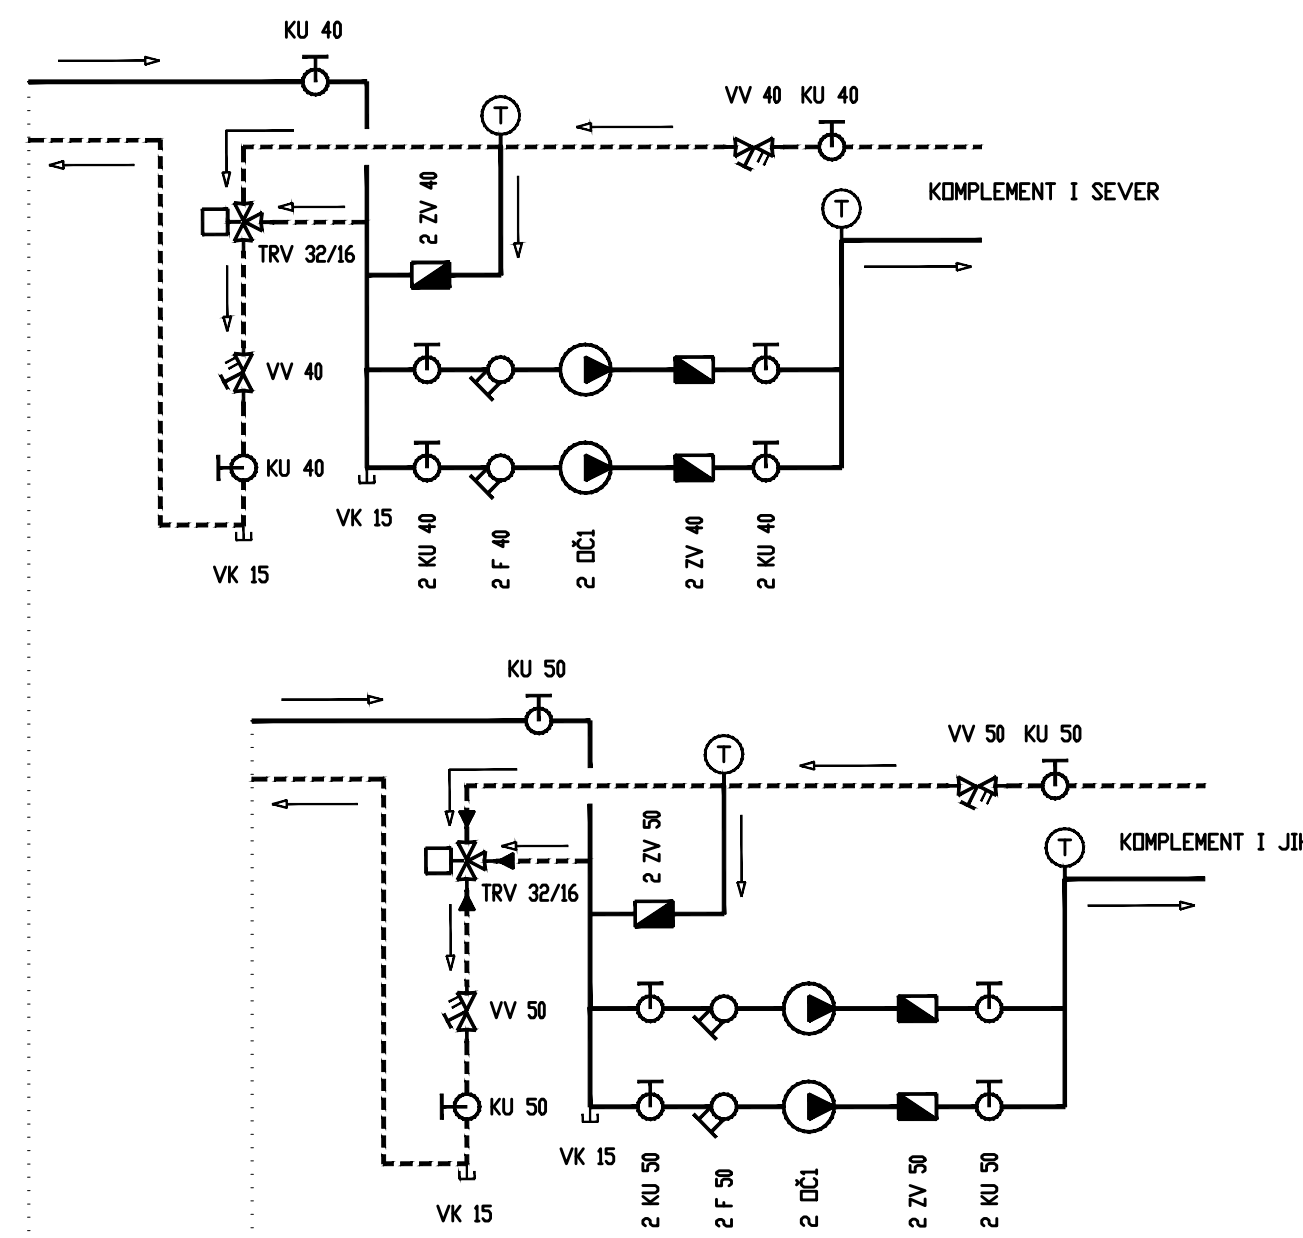 KU 40
VV 40 KU 40
T
2 ZV 40
T
KOMPLEMENT I SEVER
TRV 32/16
VV 40
KU 40
VK 15
VK 15
2 KU 40
2 F 40
2 OČ1
2 ZV 40
2 KU 40
KU 50
VV 50 KU 50
T
2 ZV 50
T
KOMPLEMENT I JI
TRV 32/16
VV 50
KU 50
VK 15
VK 15
2 KU 50
2 F 50
2 OČ1
2 ZV 50
2 KU 50